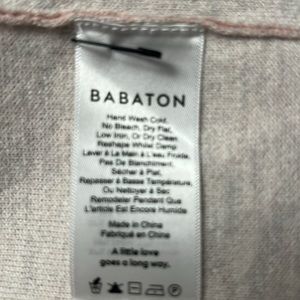 BABATON
Hand Wash Cold,
No Bleach, Dry Flat,
Low Iron, Or Dry Clean
Reshape Whilst Damp
Laver À La Main À L'eau Froide,
Pas De Blanchiment,
Sécher À Plat,
Repasser À Basse Température,
Ou Nettoyer À Sec
Remodeler Pendant Que
L'article Est Encore Humide
Made in China
Fabriqué en Chine
A little love
goes a long way.